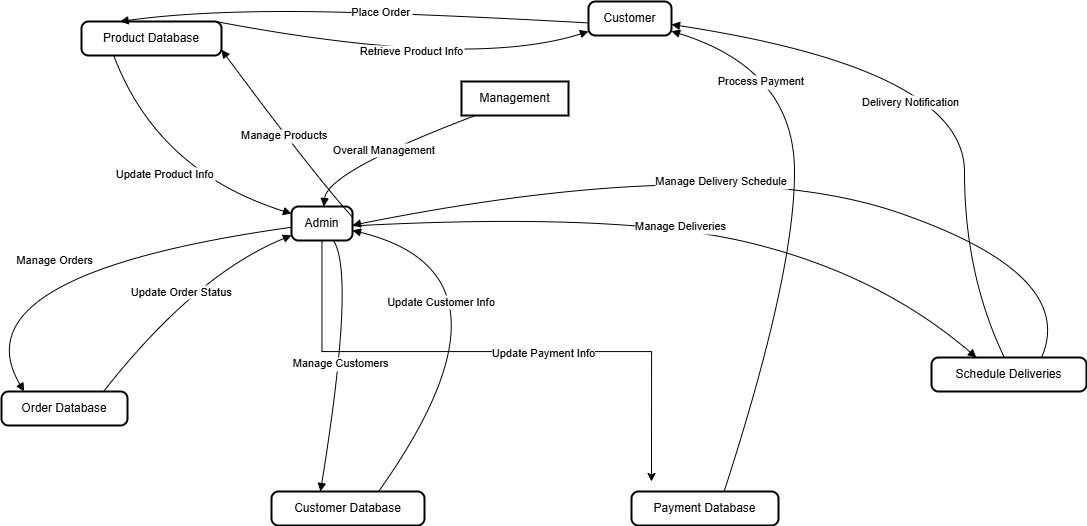 Place Order
Customer
Product Database
Retrieve Product Info
Process Payment
Management
Delivery Notification
Manage Products
Overall Management
Update Product Info
Manage Delivery Schedule
Admin
Manage Deliveries
Manage Orders
Update Order Status
Update Customer Info
Update Payment Info
Manage Customers
Schedule Deliveries
Order Database
Customer Database
Payment Database